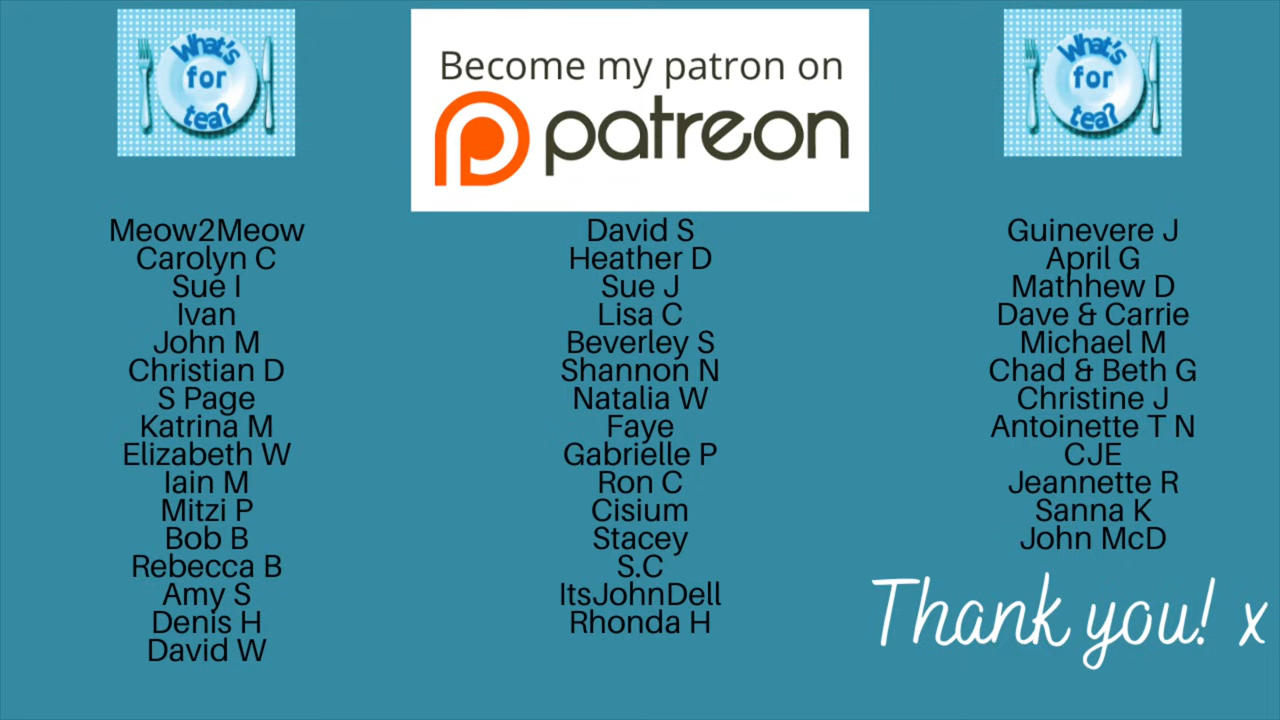 What's
for
tea?
Become my patron on
patreon
What's
for
tea?
Meow2Meow
Carolyn C
Sue I
Ivan
John M
Christian D
S Page
Katrina M
Elizabeth W
Iain M
Mitzi P
Bob B
Rebecca B
Amy S
Denis H
David W
David S
Heather D
Sue J
Lisa C
Beverley S
Shannon N
Natalia W
Faye
Gabrielle P
Ron C
Cisium
Stacey
S.C
ItsJohnDell
Rhonda H
Guinevere J
April G
Mathhew D
Dave & Carrie
Michael M
Chad & Beth G
Christine J
Antoinette T N
CJE
Jeannette R
Sanna K
John McD
Thank you! x